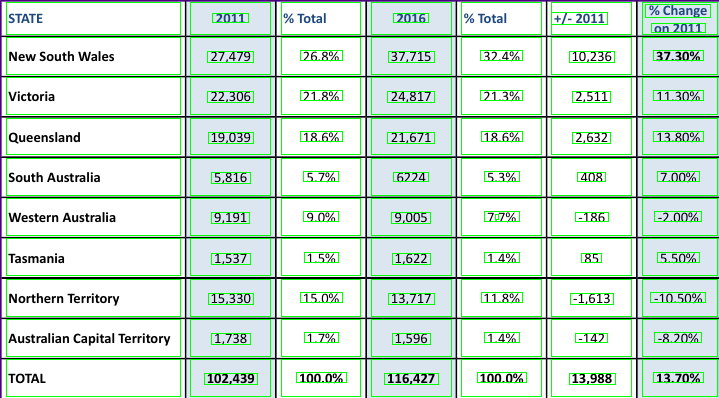 STATE 2011 % Total 2016 % Total +/- 2011 % Change on 2011
New South Wales 27,479 26.8% 37,715 32.4% 10,236 37.30%
Victoria 22,306 21.8% 24,817 21.3% 2,511 11.30%
Queensland 19,039 18.6% 21,671 18.6% 2,632 13.80%
South Australia 5,816 5.7% 6224 5.3% 408 7.00%
Western Australia 9,191 9.0% 9,005 7.7% -186 -2.00%
Tasmania 1,537 1.5% 1,622 1.4% 85 5.50%
Northern Territory 15,330 15.0% 13,717 11.8% -1,613 -10.50%
Australian Capital Territory 1,738 1.7% 1,596 1.4% -142 -8.20%
TOTAL 102,439 100.0% 116,427 100.0% 13,988 13.70%